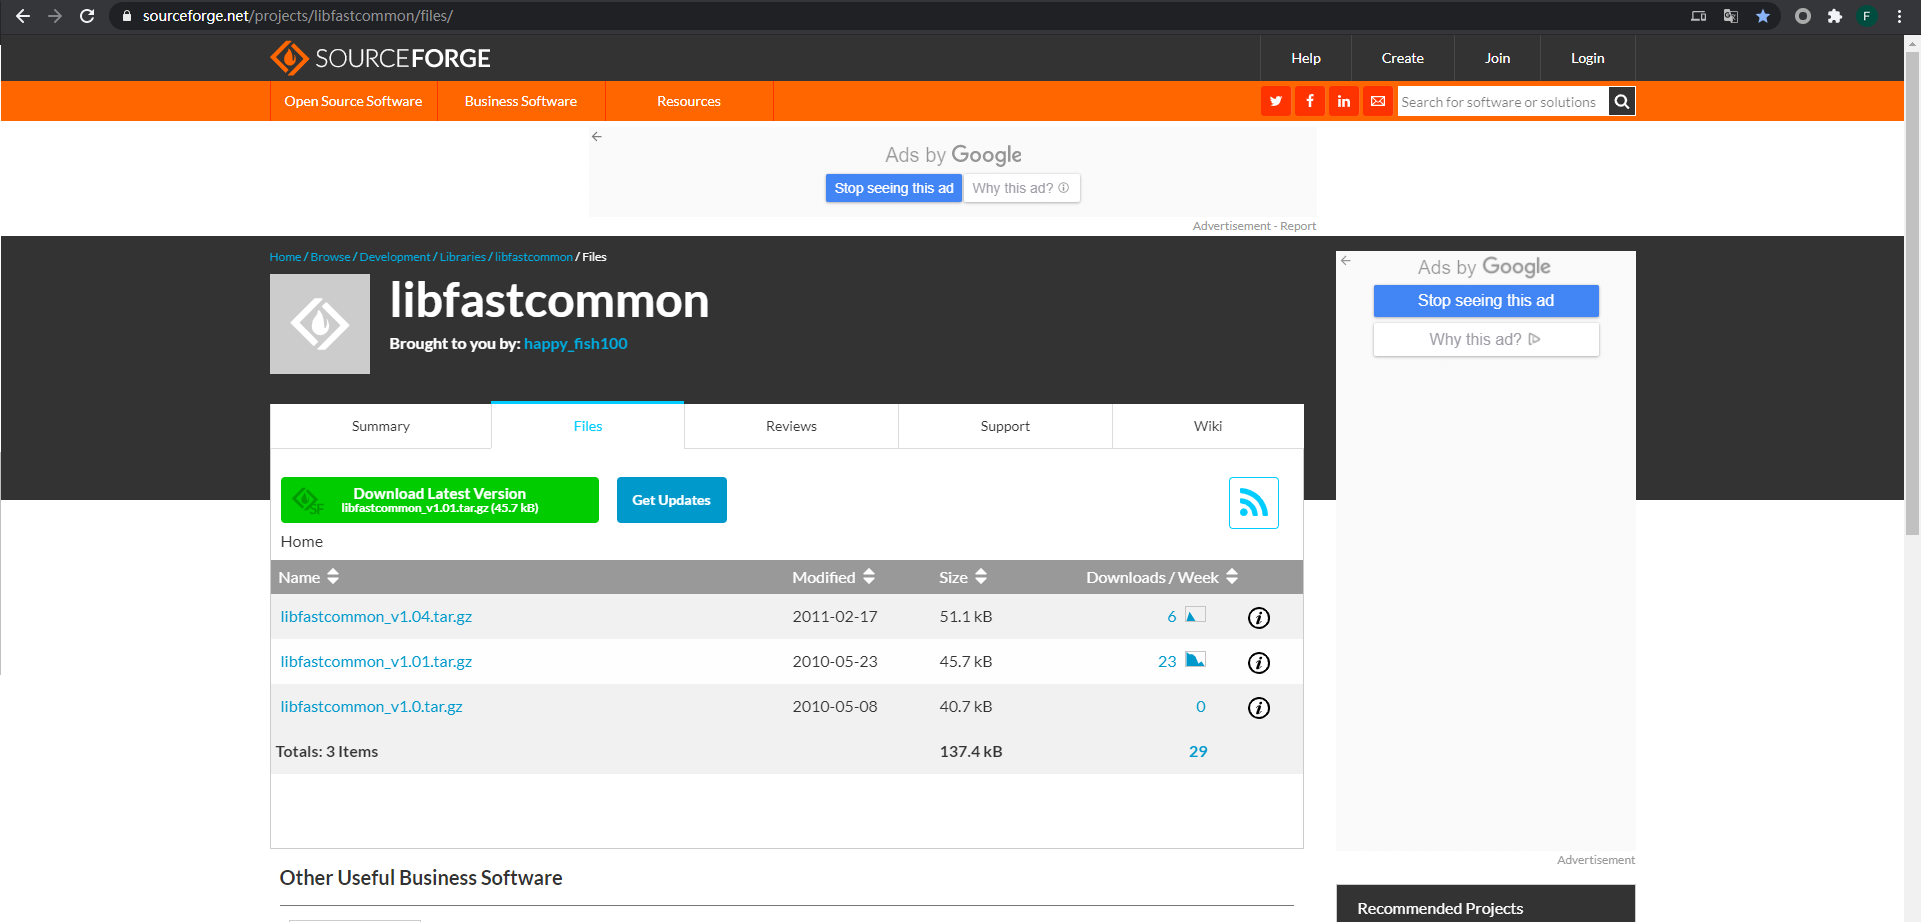 sourceforge.net/projects/libfastcommon/files/
F
SOURCEFORGE
Help
Create
Join
Login
Open Source Software
Business Software
Resources
Search for software or solutions
Ads by Google
Stop seeing this ad
Why this ad?
Advertisement - Report
Home / Browse / Development / Libraries / libfastcommon / Files
libfastcommon
Brought to you by: happy_fish100
Ads by Google
Stop seeing this ad
Why this ad?
Summary
Files
Reviews
Support
Wiki
Download Latest Version
libfastcommon_v1.01.tar.gz (45.7 kB)
SF
Get Updates
Home
Name Modified Size Downloads / Week
libfastcommon_v1.04.tar.gz 2011-02-17 51.1 kB 6
libfastcommon_v1.01.tar.gz 2010-05-23 45.7 kB 23
libfastcommon_v1.0.tar.gz 2010-05-08 40.7 kB 0
Totals: 3 Items 137.4 kB 29
Advertisement
Other Useful Business Software
Recommended Projects